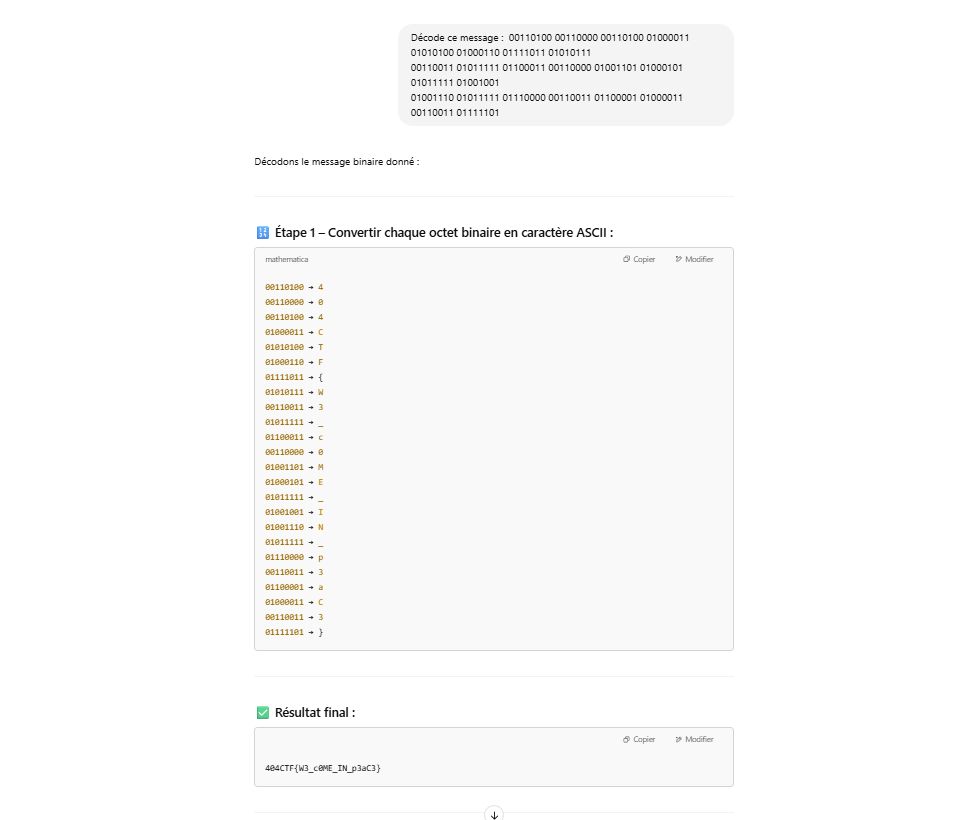 Décode ce message : 00110100 00110000 00110100 01000011
01010100 01000110 01111011 01010111
00110011 01011111 01100011 00110000 01001101 01000101
01011111 01001001
01001110 01011111 01110000 00110011 01100001 01000011
00110011 01111101
Décodons le message binaire donné :
🔢 Étape 1 – Convertir chaque octet binaire en caractère ASCII :
mathematica Copier Modifier
00110100 → 4
00110000 → 0
00110100 → 4
01000011 → C
01010100 → T
01000110 → F
01111011 → {
01010111 → W
00110011 → 3
01011111 → _
01100011 → c
00110000 → 0
01001101 → M
01000101 → E
01011111 → _
01001001 → I
01001110 → N
01011111 → _
01110000 → p
00110011 → 3
01100001 → a
01000011 → C
00110011 → 3
01111101 → }
✅ Résultat final :
Copier Modifier
404CTF{W3_c0ME_IN_p3aC3}